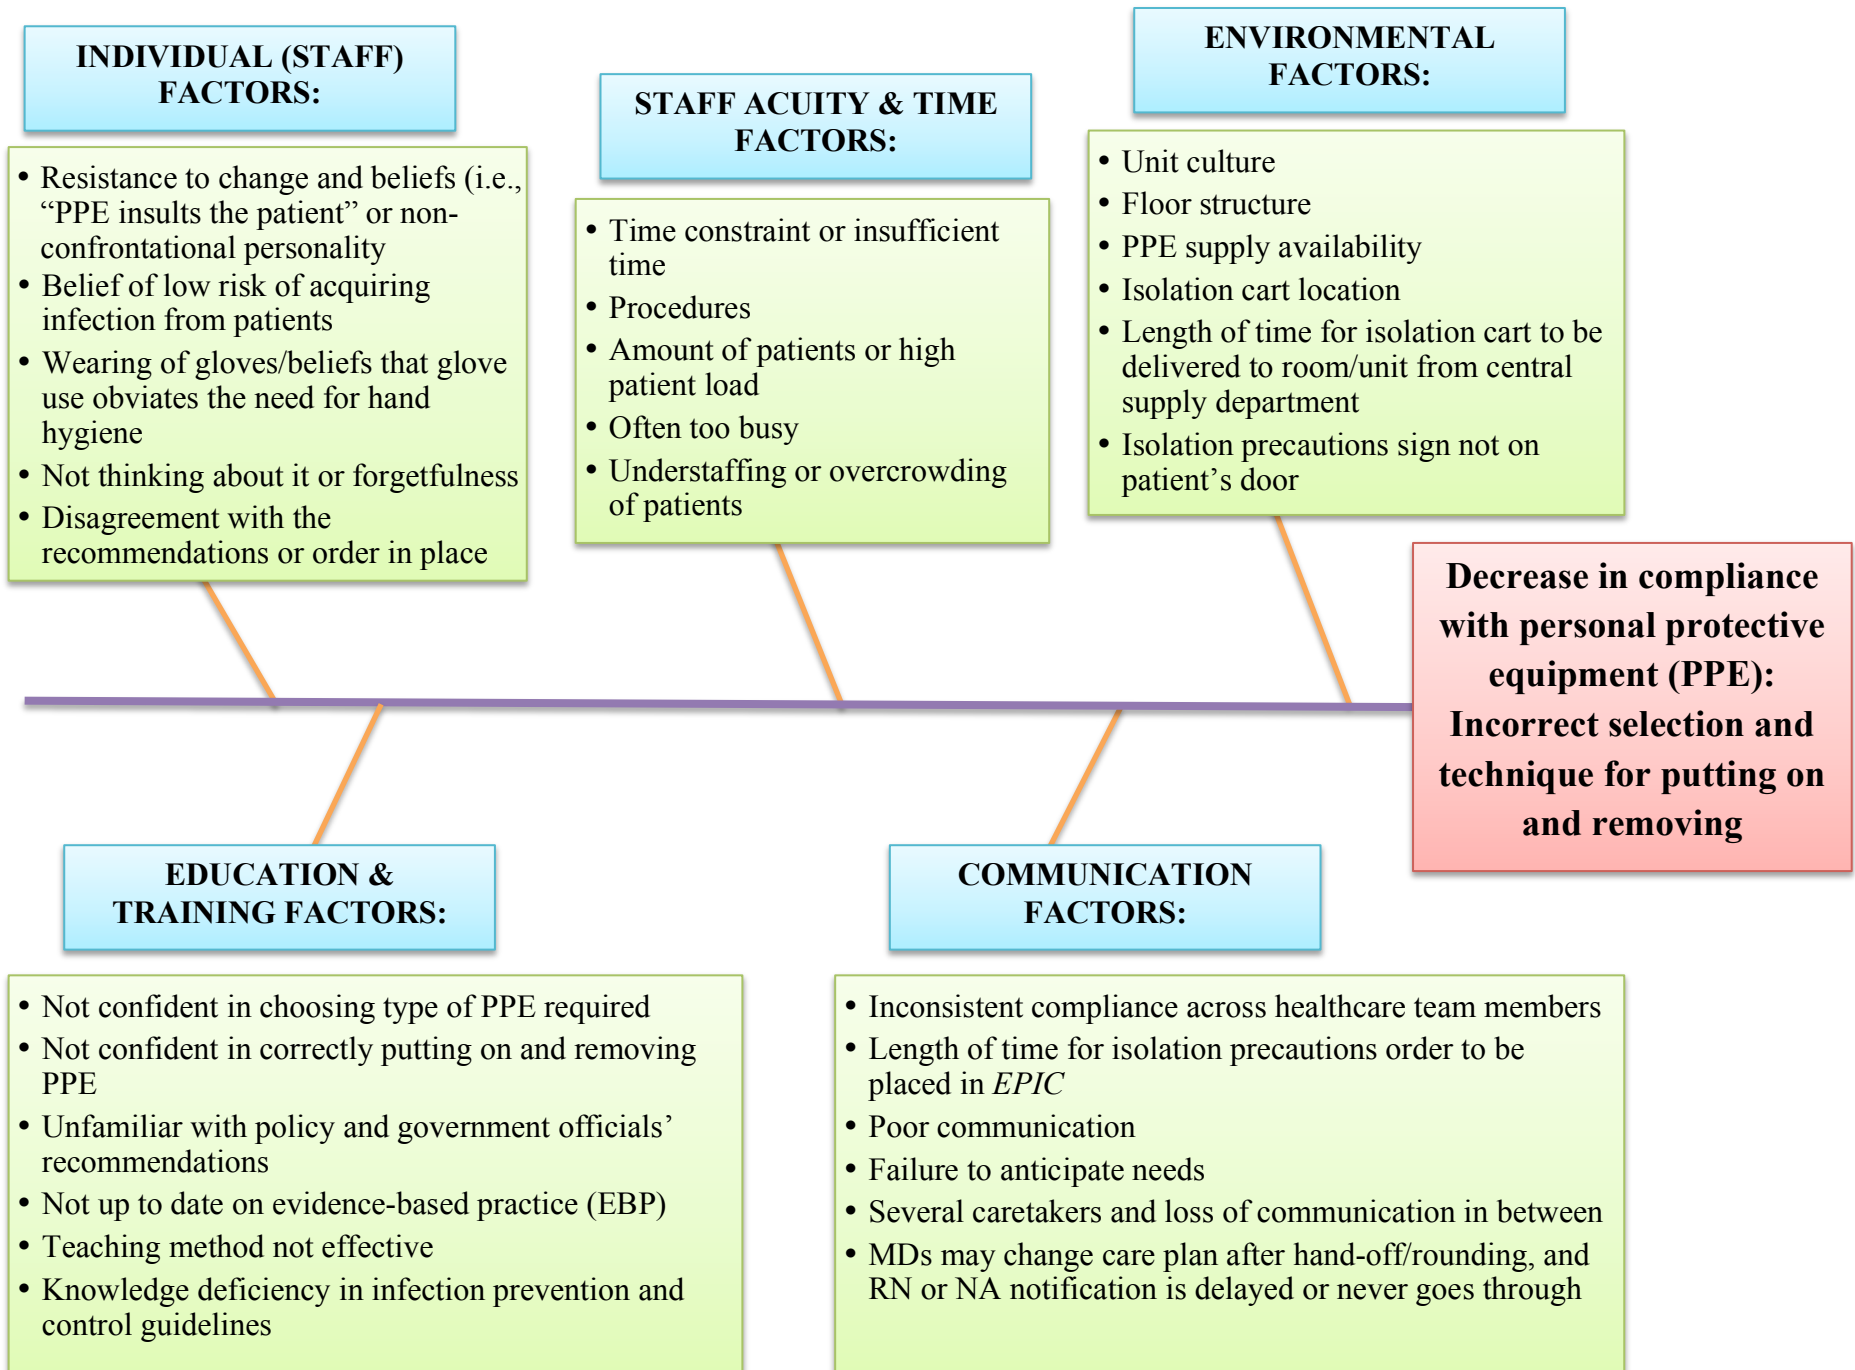 INDIVIDUAL (STAFF)
FACTORS:
• Resistance to change and beliefs (i.e.,
“PPE insults the patient” or non-
confrontational personality
• Belief of low risk of acquiring
infection from patients
• Wearing of gloves/beliefs that glove
use obviates the need for hand
hygiene
• Not thinking about it or forgetfulness
• Disagreement with the
recommendations or order in place
STAFF ACUITY & TIME
FACTORS:
• Time constraint or insufficient
time
• Procedures
• Amount of patients or high
patient load
• Often too busy
• Understaffing or overcrowding
of patients
ENVIRONMENTAL
FACTORS:
• Unit culture
• Floor structure
• PPE supply availability
• Isolation cart location
• Length of time for isolation cart to be
delivered to room/unit from central
supply department
• Isolation precautions sign not on
patient’s door
Decrease in compliance
with personal protective
equipment (PPE):
Incorrect selection and
technique for putting on
and removing
EDUCATION &
TRAINING FACTORS:
• Not confident in choosing type of PPE required
• Not confident in correctly putting on and removing
PPE
• Unfamiliar with policy and government officials’
recommendations
• Not up to date on evidence-based practice (EBP)
• Teaching method not effective
• Knowledge deficiency in infection prevention and
control guidelines
COMMUNICATION
FACTORS:
• Inconsistent compliance across healthcare team members
• Length of time for isolation precautions order to be
placed in EPIC
• Poor communication
• Failure to anticipate needs
• Several caretakers and loss of communication in between
• MDs may change care plan after hand-off/rounding, and
RN or NA notification is delayed or never goes through